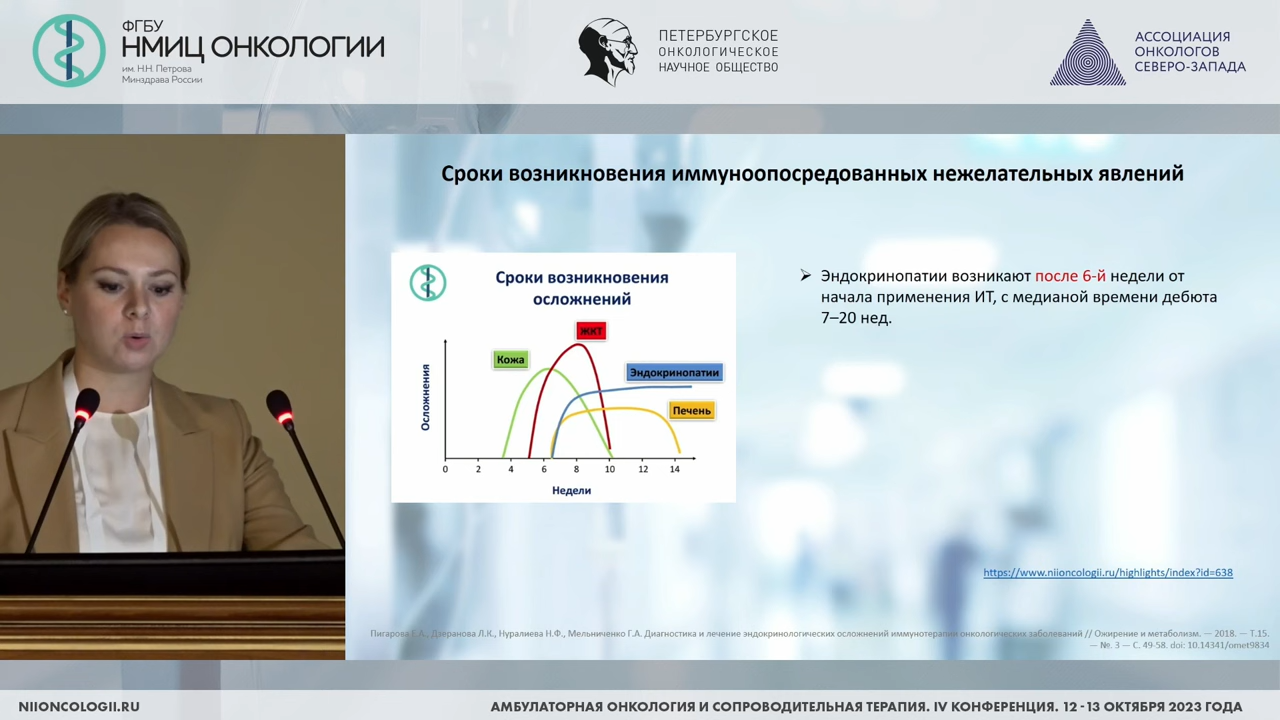 ФГБУ
НМИЦ ОНКОЛОГИИ
им. Н.Н. Петрова
Минздрава России
ПЕТЕРБУРГСКОЕ
ОНКОЛОГИЧЕСКОЕ
НАУЧНОЕ ОБЩЕСТВО
АССОЦИАЦИЯ
ОНКОЛОГОВ
СЕВЕРО-ЗАПАДА
Сроки возникновения иммуноопосредованных нежелательных явлений
Сроки возникновения
осложнений
ЖКТ
Кожа
Эндокринопатии
Печень
Осложнения
0 2 4 6 8 10 12 14
Недели
➢ Эндокринопатии возникают после 6-й недели от
начала применения ИТ, с медианой времени дебюта
7–20 нед.
https://www.niioncologii.ru/highlights/index?id=638
Пигарова Е.А., Дзеранова Л.К., Нуралиева Н.Ф., Мельниченко Г.А. Диагностика и лечение эндокринологических осложнений иммунотерапии онкологических заболеваний // Ожирение и метаболизм. — 2018. — Т.15.
— №. 3 — С. 49-58. doi: 10.14341/omet9834
NIIONCOLOGII.RU
АМБУЛАТОРНАЯ ОНКОЛОГИЯ И СОПРОВОДИТЕЛЬНАЯ ТЕРАПИЯ. IV КОНФЕРЕНЦИЯ. 12-13 ОКТЯБРЯ 2023 ГОДА